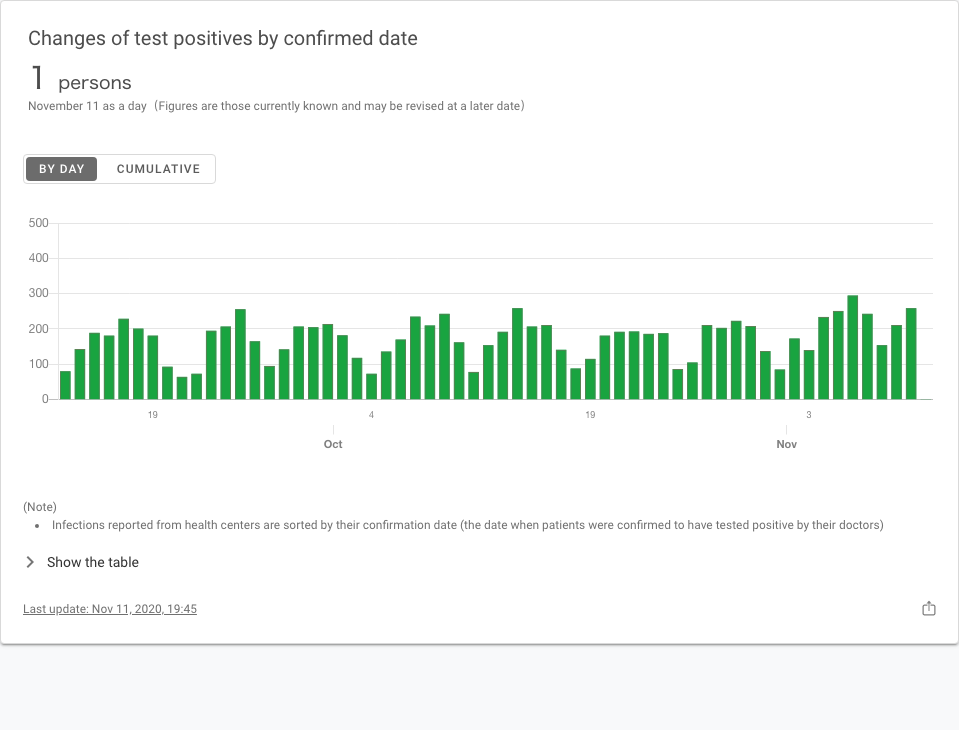 Changes of test positives by confirmed date
1 persons
November 11 as a day（Figures are those currently known and may be revised at a later date）
BY DAY CUMULATIVE
500
400
300
200
100
0
19 4 19 3
Oct Nov
(Note)
• Infections reported from health centers are sorted by their confirmation date (the date when patients were confirmed to have tested positive by their doctors)
Show the table
Last update: Nov 11, 2020, 19:45